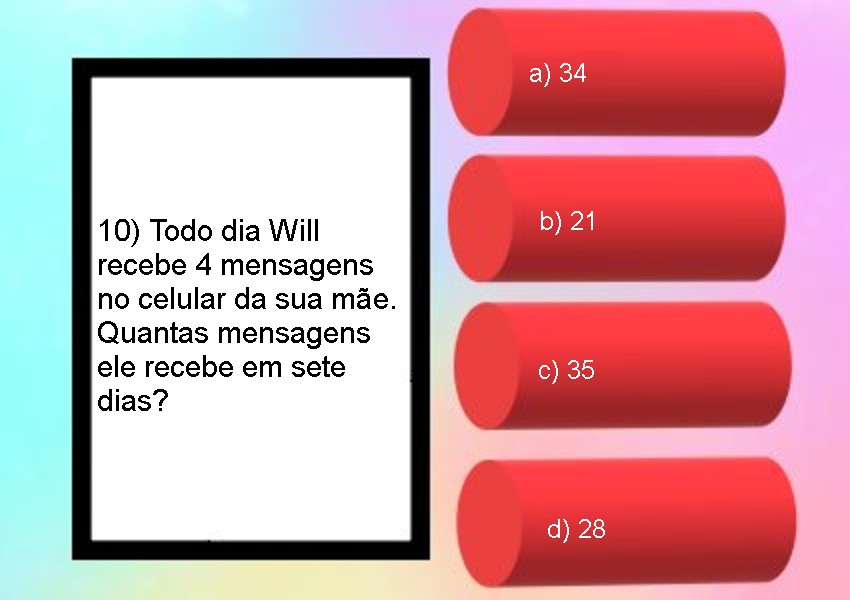 10) Todo dia Will
recebe 4 mensagens
no celular da sua mãe.
Quantas mensagens
ele recebe em sete
dias?
a) 34
b) 21
c) 35
d) 28